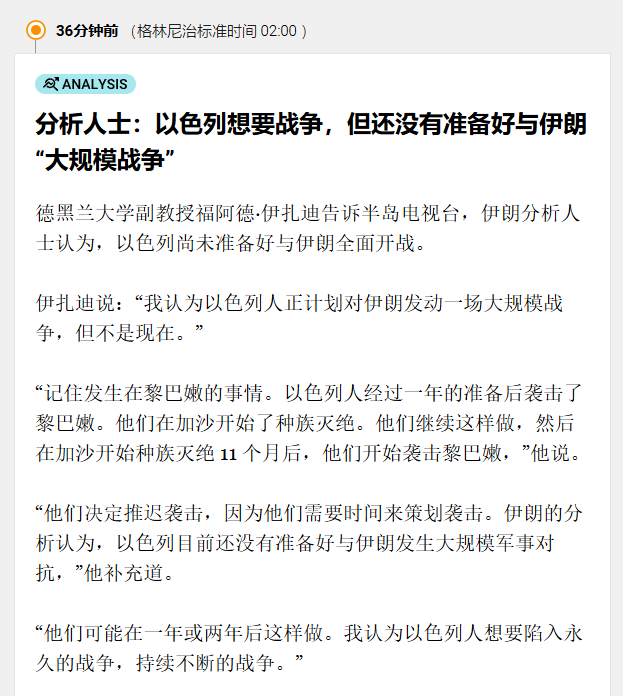 36分钟前 （格林尼治标准时间 02:00 ）
ANALYSIS
分析人士：以色列想要战争，但还没有准备好与伊朗
“大规模战争”
德黑兰大学副教授福阿德·伊扎迪告诉半岛电视台，伊朗分析人
士认为，以色列尚未准备好与伊朗全面开战。
伊扎迪说：“我认为以色列人正计划对伊朗发动一场大规模战
争，但不是现在。”
“记住发生在黎巴嫩的事情。以色列人经过一年的准备后袭击了
黎巴嫩。他们在加沙开始了种族灭绝。他们继续这样做，然后
在加沙开始种族灭绝 11 个月后，他们开始袭击黎巴嫩，”他说。
“他们决定推迟袭击，因为他们需要时间来策划袭击。伊朗的分
析认为，以色列目前还没有准备好与伊朗发生大规模军事对
抗，”他补充道。
“他们可能在一年或两年后这样做。我认为以色列人想要陷入永
久的战争，持续不断的战争。”